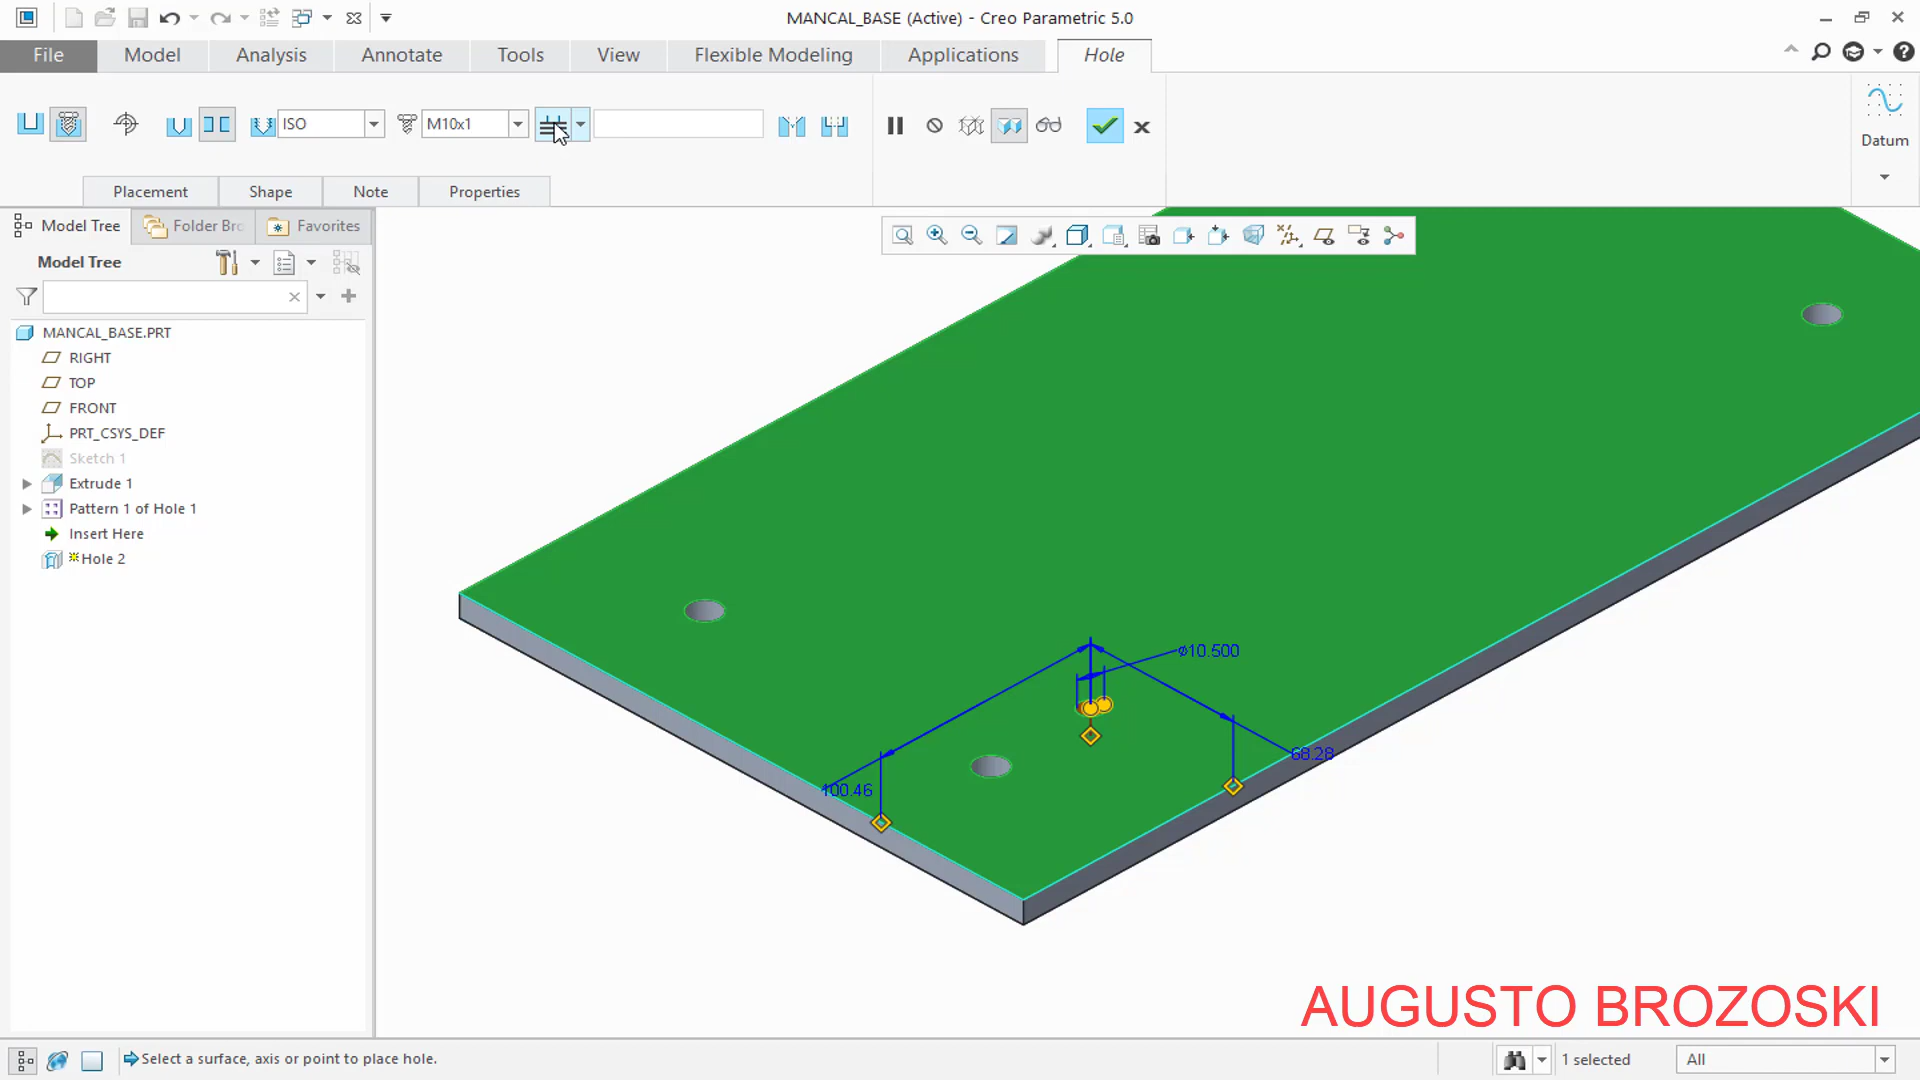 MANCAL_BASE (Active) - Creo Parametric 5.0
File
Model
Analysis
Annotate
Tools
View
Flexible Modeling
Applications
Hole
ISO
M10x1
Datum
Placement
Shape
Note
Properties
Model Tree
Folder Brc
Favorites
Model Tree
MANCAL_BASE.PRT
RIGHT
TOP
FRONT
PRT_CSYS_DEF
Sketch 1
Extrude 1
Pattern 1 of Hole 1
Insert Here
Hole 2
⌀10.500
68.28
100.46
AUGUSTO BROZOSKI
Select a surface, axis or point to place hole.
1 selected
All